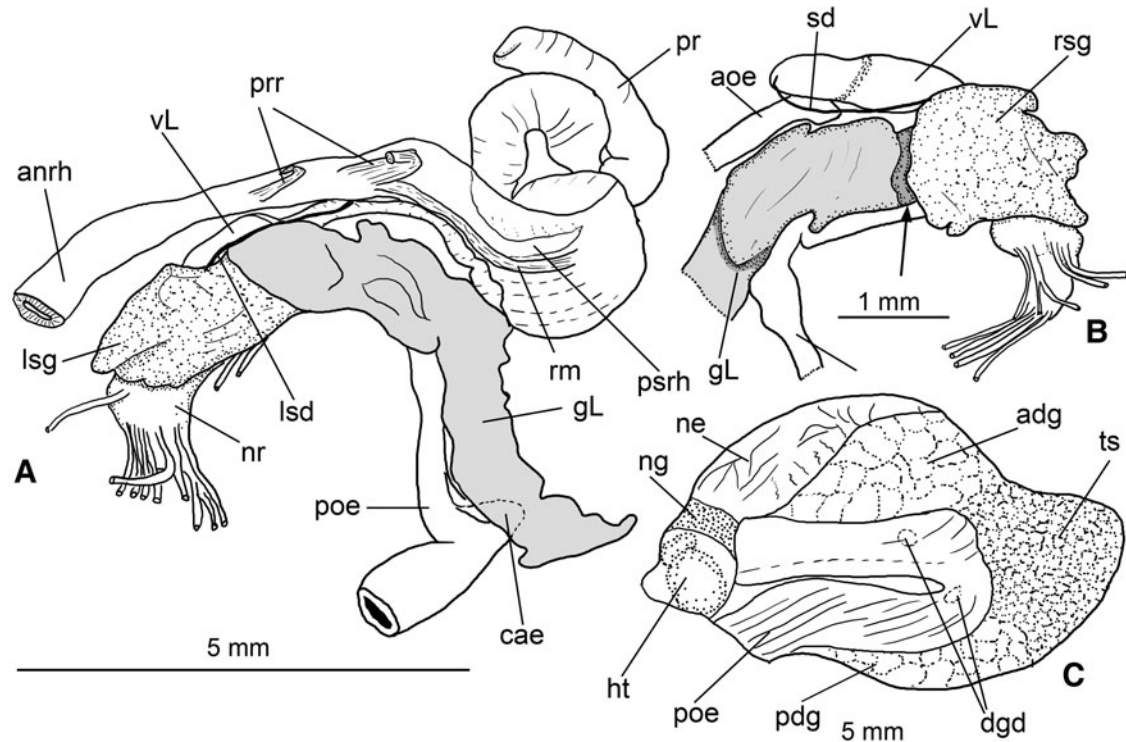 prr
pr
vL
anrh
lsg
lsd
nr
rm
psrh
gL
A
poe
cae
5 mm
sd
vL
rsg
aoe
1 mm
B
gL
ne
adg
ts
ng
ht
poe
pdg
dgd
C
5 mm